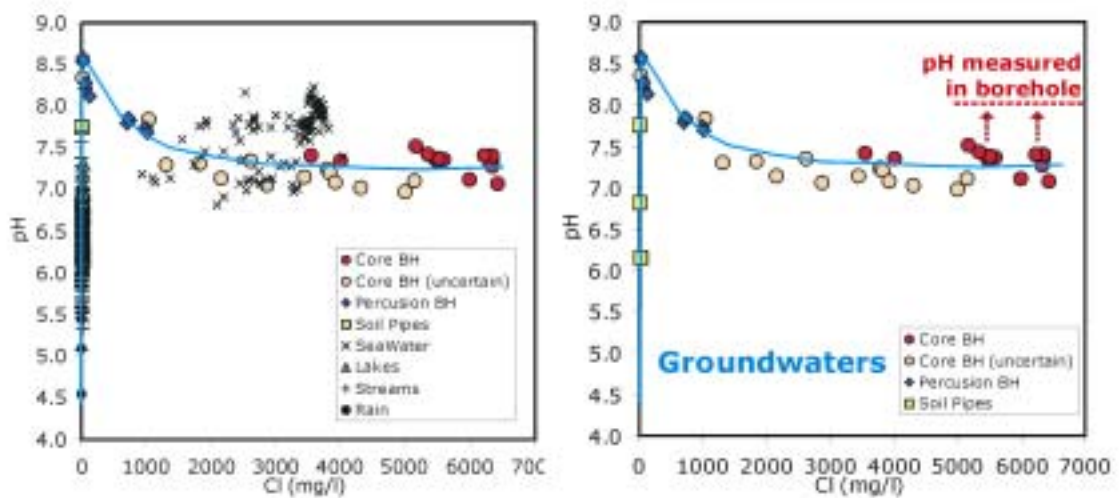 9.0
8.5
8.0
7.5
7.0
6.5
6.0
5.5
5.0
4.5
4.0
pH
0 1000 2000 3000 4000 5000 6000 700
Cl (mg/l)
Core BH
Core BH (uncertain)
Percusion BH
Soil Pipes
SeaWater
Lakes
Streams
Rain
9.0
8.5
8.0
7.5
7.0
6.5
6.0
5.5
5.0
4.5
4.0
pH
0 1000 2000 3000 4000 5000 6000 7000
Cl (mg/l)
pH measured
in borehole
Groundwaters
Core BH
Core BH (uncertain)
Percusion BH
Soil Pipes